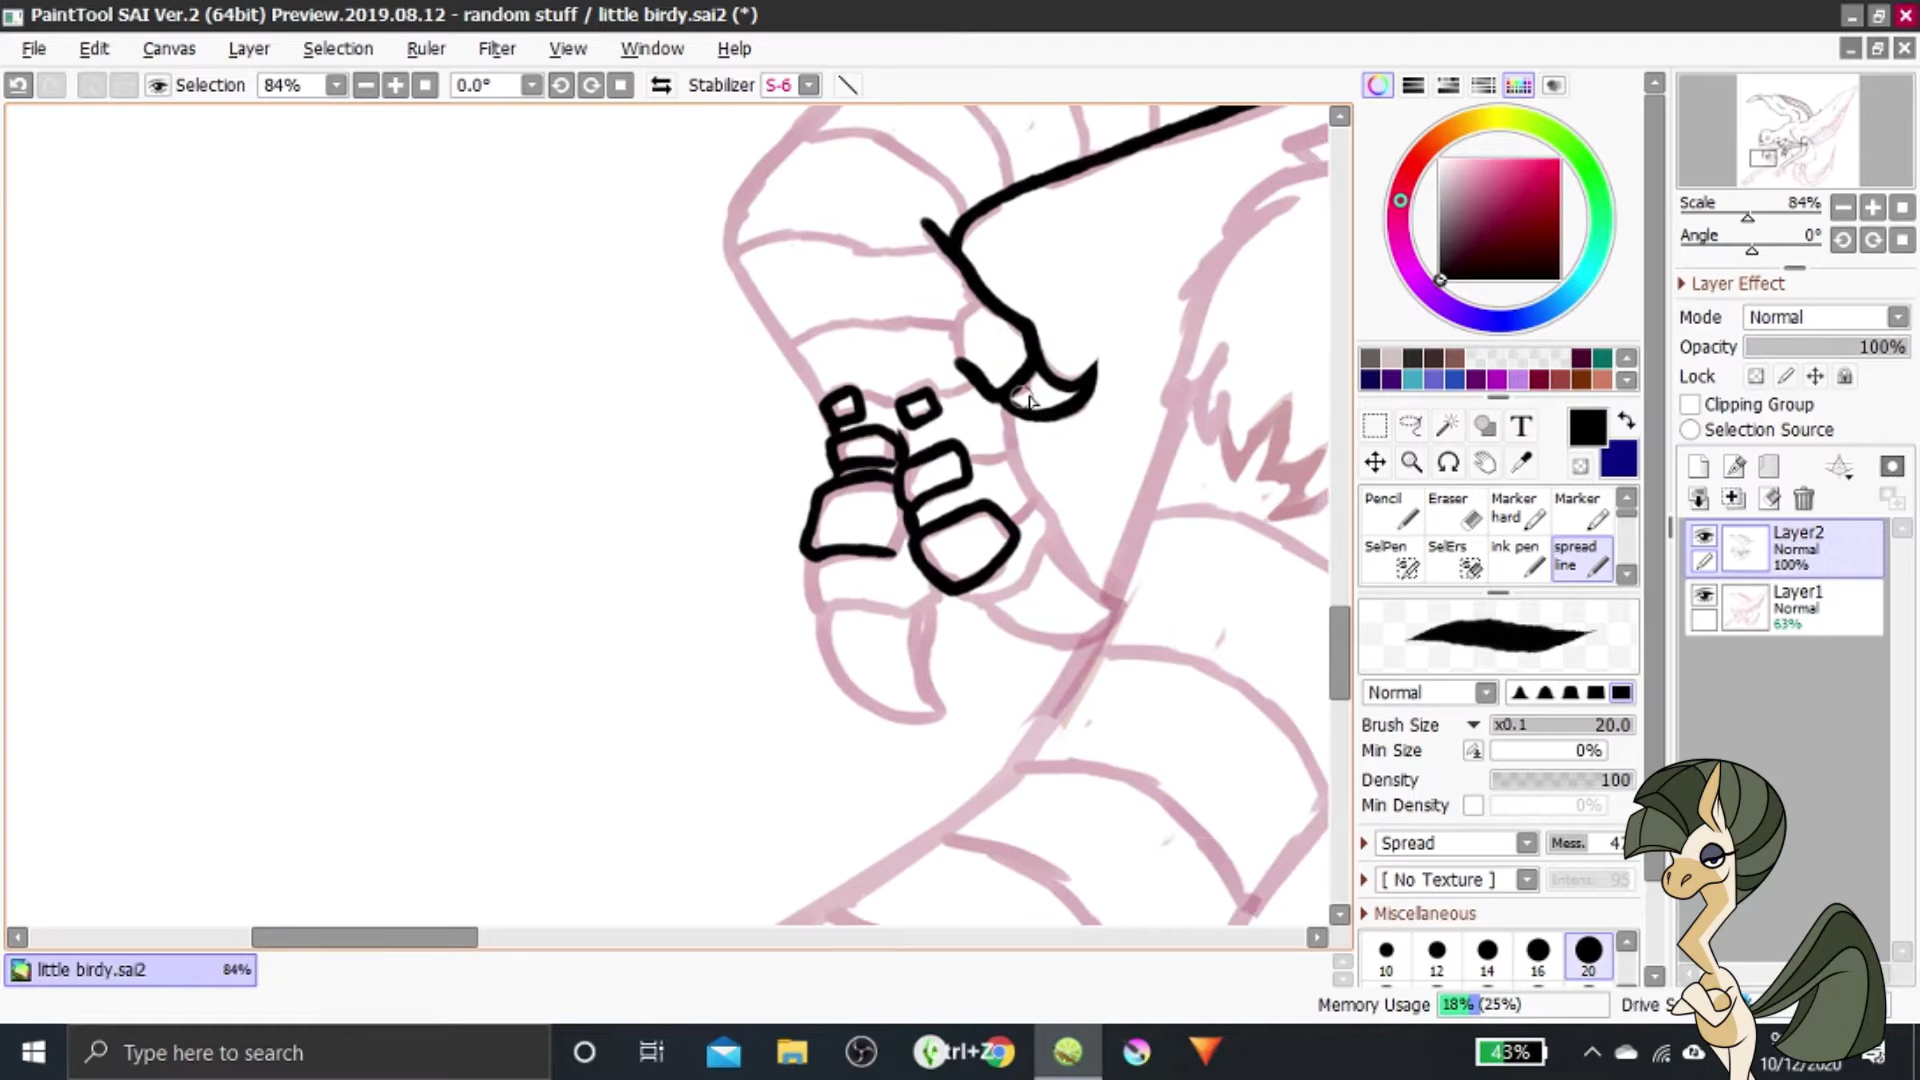 PaintTool SAI Ver.2 (64bit) Preview.2019.08.12 - random stuff / little birdy.sai2 (*)
File Edit Canvas Layer Selection Ruler Filter View Window Help
Selection 84% 0.0° Stabilizer S-6
Scale 84%
Angle 0°
Layer Effect
Mode Normal
Opacity 100%
Lock
Clipping Group
Selection Source
T
Pencil Eraser Marker hard Marker
SelPen SelErs ink pen spread line
Layer2
Normal
100%
Layer1
Normal
63%
Normal
Brush Size x0.1 20.0
Min Size 0%
Density 100
Min Density 0%
Spread Mess.
[ No Texture ] Intens. 95
Miscellaneous
10 12 14 16 20
little birdy.sai2 84%
Memory Usage 18% (25%) Drive S
Type here to search
trl+Z
43%
10/12/2020